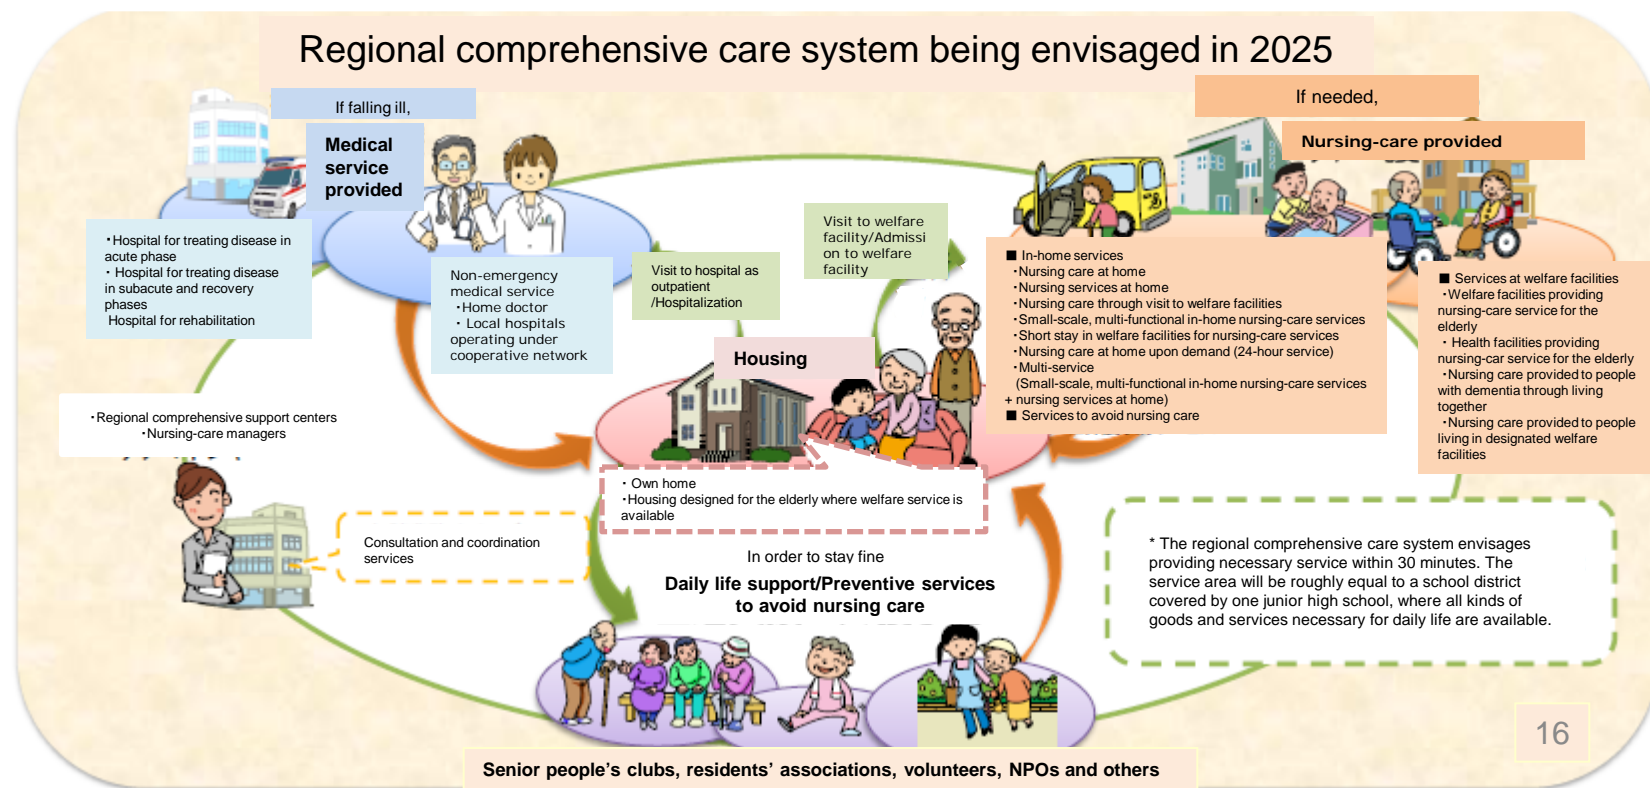 Regional comprehensive care system being envisaged in 2025
If falling ill,
Medical
service
provided
If needed,
Nursing-care provided
・Hospital for treating disease in
acute phase
・Hospital for treating disease
in subacute and recovery
phases
Hospital for rehabilitation
Non-emergency
medical service
・Home doctor
・Local hospitals
operating under
cooperative network
Visit to hospital as
outpatient
/Hospitalization
Visit to welfare
facility/Admissi
on to welfare
facility
■ In-home services
・Nursing care at home
・Nursing services at home
・Nursing care through visit to welfare facilities
・Small-scale, multi-functional in-home nursing-care services
・Short stay in welfare facilities for nursing-care services
・Nursing care at home upon demand (24-hour service)
・Multi-service
(Small-scale, multi-functional in-home nursing-care services
+ nursing services at home)
■ Services to avoid nursing care
■ Services at welfare facilities
・Welfare facilities providing
nursing-care service for the
elderly
・Health facilities providing
nursing-car service for the elderly
・Nursing care provided to people
with dementia through living
together
・Nursing care provided to people
living in designated welfare
facilities
Housing
・Regional comprehensive support centers
・Nursing-care managers
・Own home
・Housing designed for the elderly where welfare service is
available
Consultation and coordination
services
In order to stay fine
Daily life support/Preventive services
to avoid nursing care
* The regional comprehensive care system envisages
providing necessary service within 30 minutes. The
service area will be roughly equal to a school district
covered by one junior high school, where all kinds of
goods and services necessary for daily life are available.
Senior people's clubs, residents' associations, volunteers, NPOs and others
16